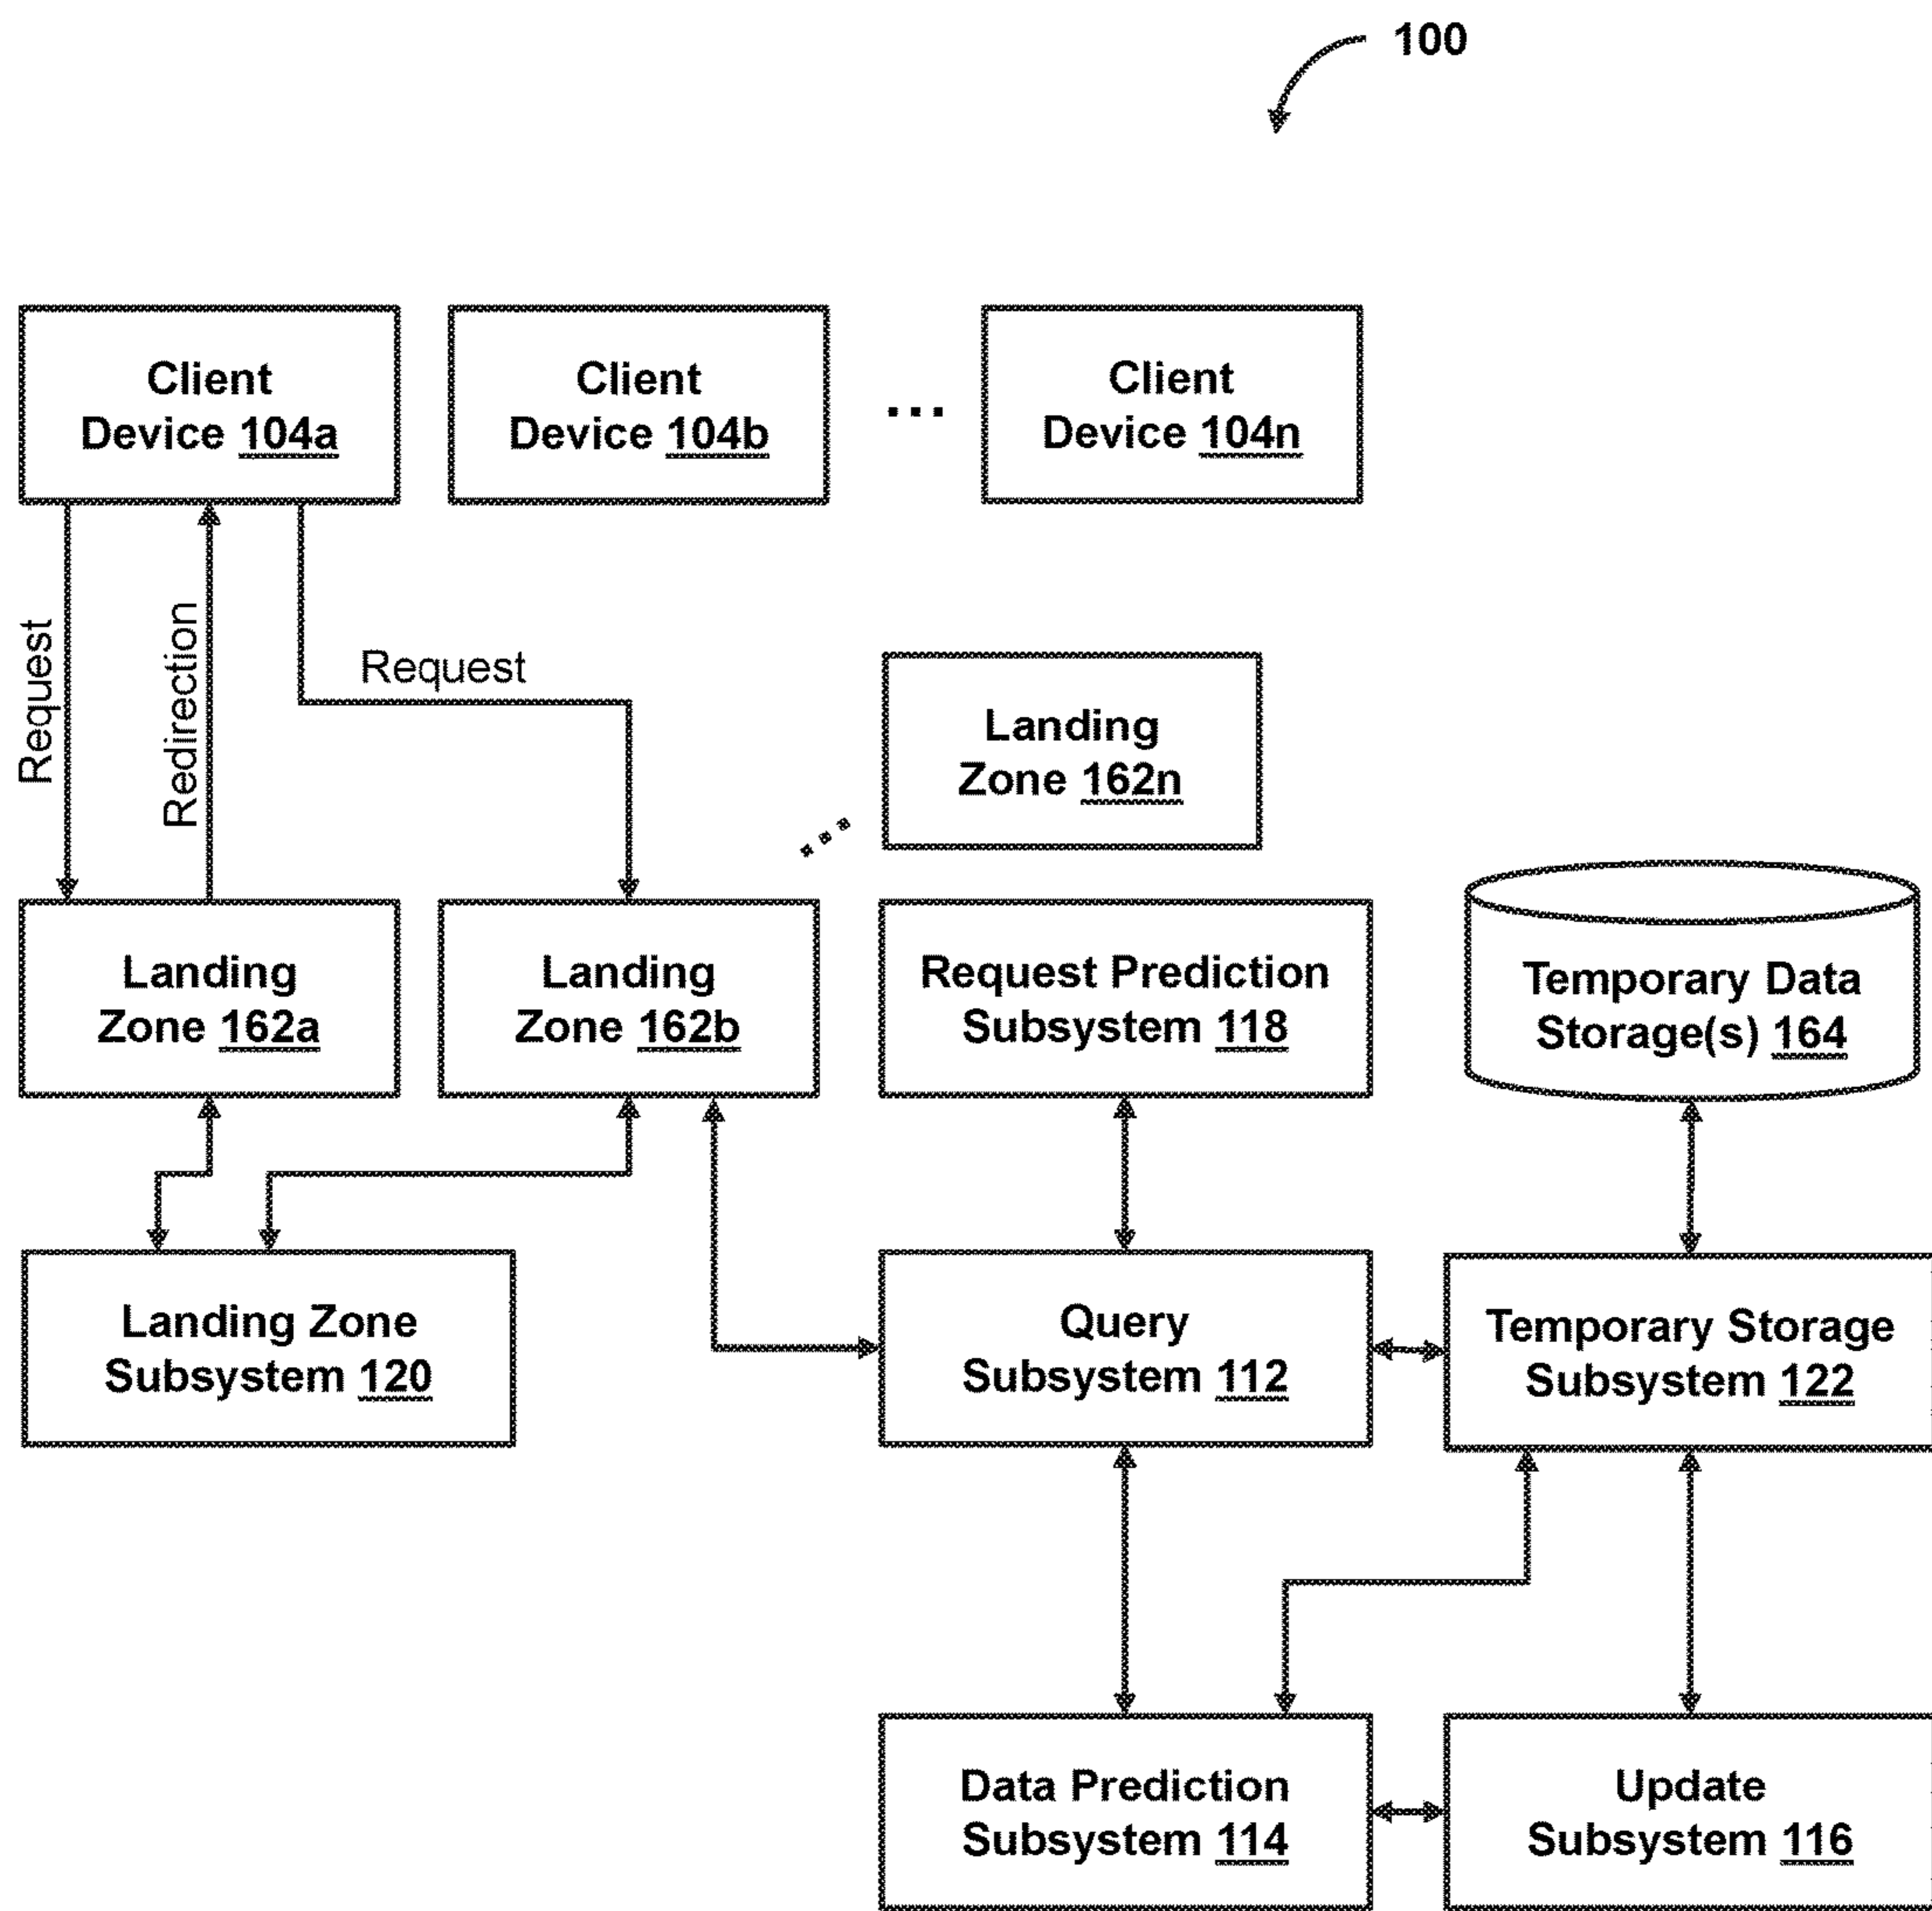 100
Client
Device 104a
Client
Device 104b
...
Client
Device 104n
Request
Redirection
Request
Landing
Zone 162n
Landing
Zone 162a
Landing
Zone 162b
Request Prediction
Subsystem 118
Temporary Data
Storage(s) 164
Landing Zone
Subsystem 120
Query
Subsystem 112
Temporary Storage
Subsystem 122
Data Prediction
Subsystem 114
Update
Subsystem 116